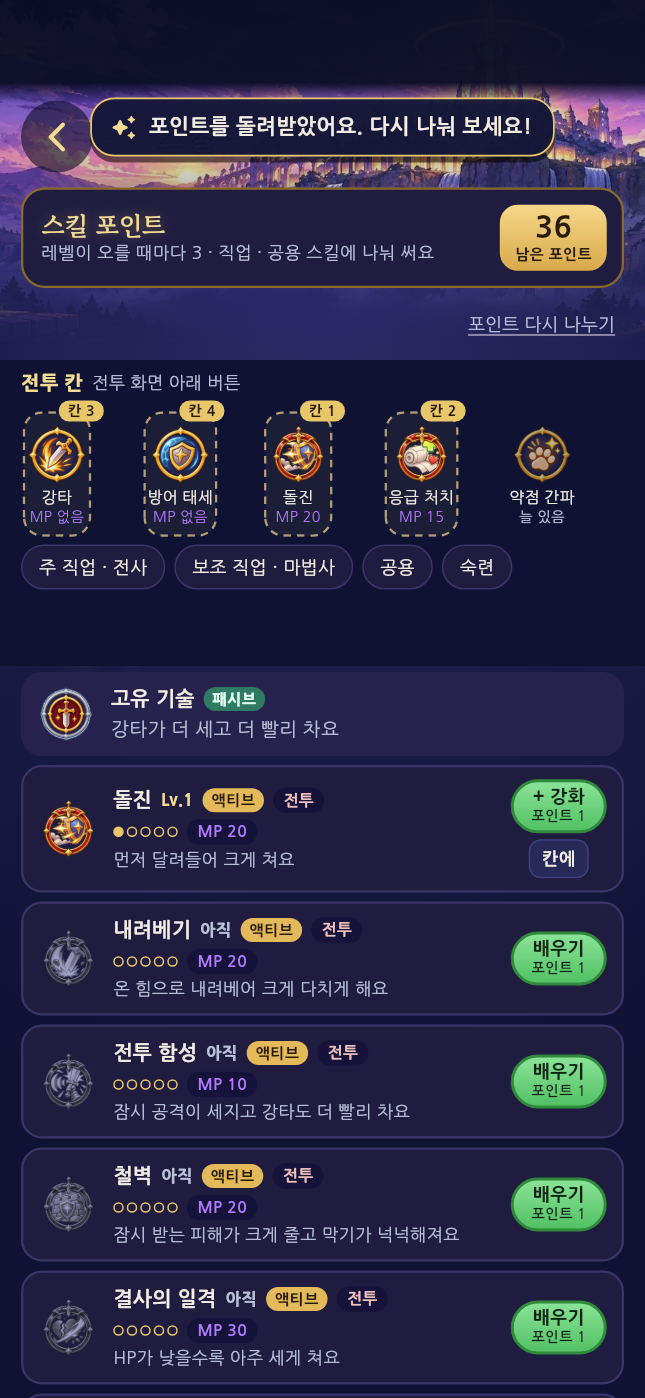 포인트를 돌려받았어요. 다시 나눠 보세요!
스킬 포인트
레벨이 오를 때마다 3 · 직업 · 공용 스킬에 나눠 써요
36
남은 포인트
포인트 다시 나누기
전투 칸 전투 화면 아래 버튼
칸 3 칸 4 칸 1 칸 2
강타 방어 태세 돌진 응급 처치 약점 간파
MP 없음 MP 없음 MP 20 MP 15 늘 있음
주 직업 · 전사 보조 직업 · 마법사 공용 숙련
고유 기술 패시브
강타가 더 세고 더 빨리 차요
돌진 Lv.1 액티브 전투
MP 20
먼저 달려들어 크게 쳐요
+ 강화
포인트 1
칸에
내려베기 아직 액티브 전투
MP 20
온 힘으로 내려베어 크게 다치게 해요
배우기
포인트 1
전투 함성 아직 액티브 전투
MP 10
잠시 공격이 세지고 강타도 더 빨리 차요
배우기
포인트 1
철벽 아직 액티브 전투
MP 20
잠시 받는 피해가 크게 줄고 막기가 넉넉해져요
배우기
포인트 1
결사의 일격 아직 액티브 전투
MP 30
HP가 낮을수록 아주 세게 쳐요
배우기
포인트 1